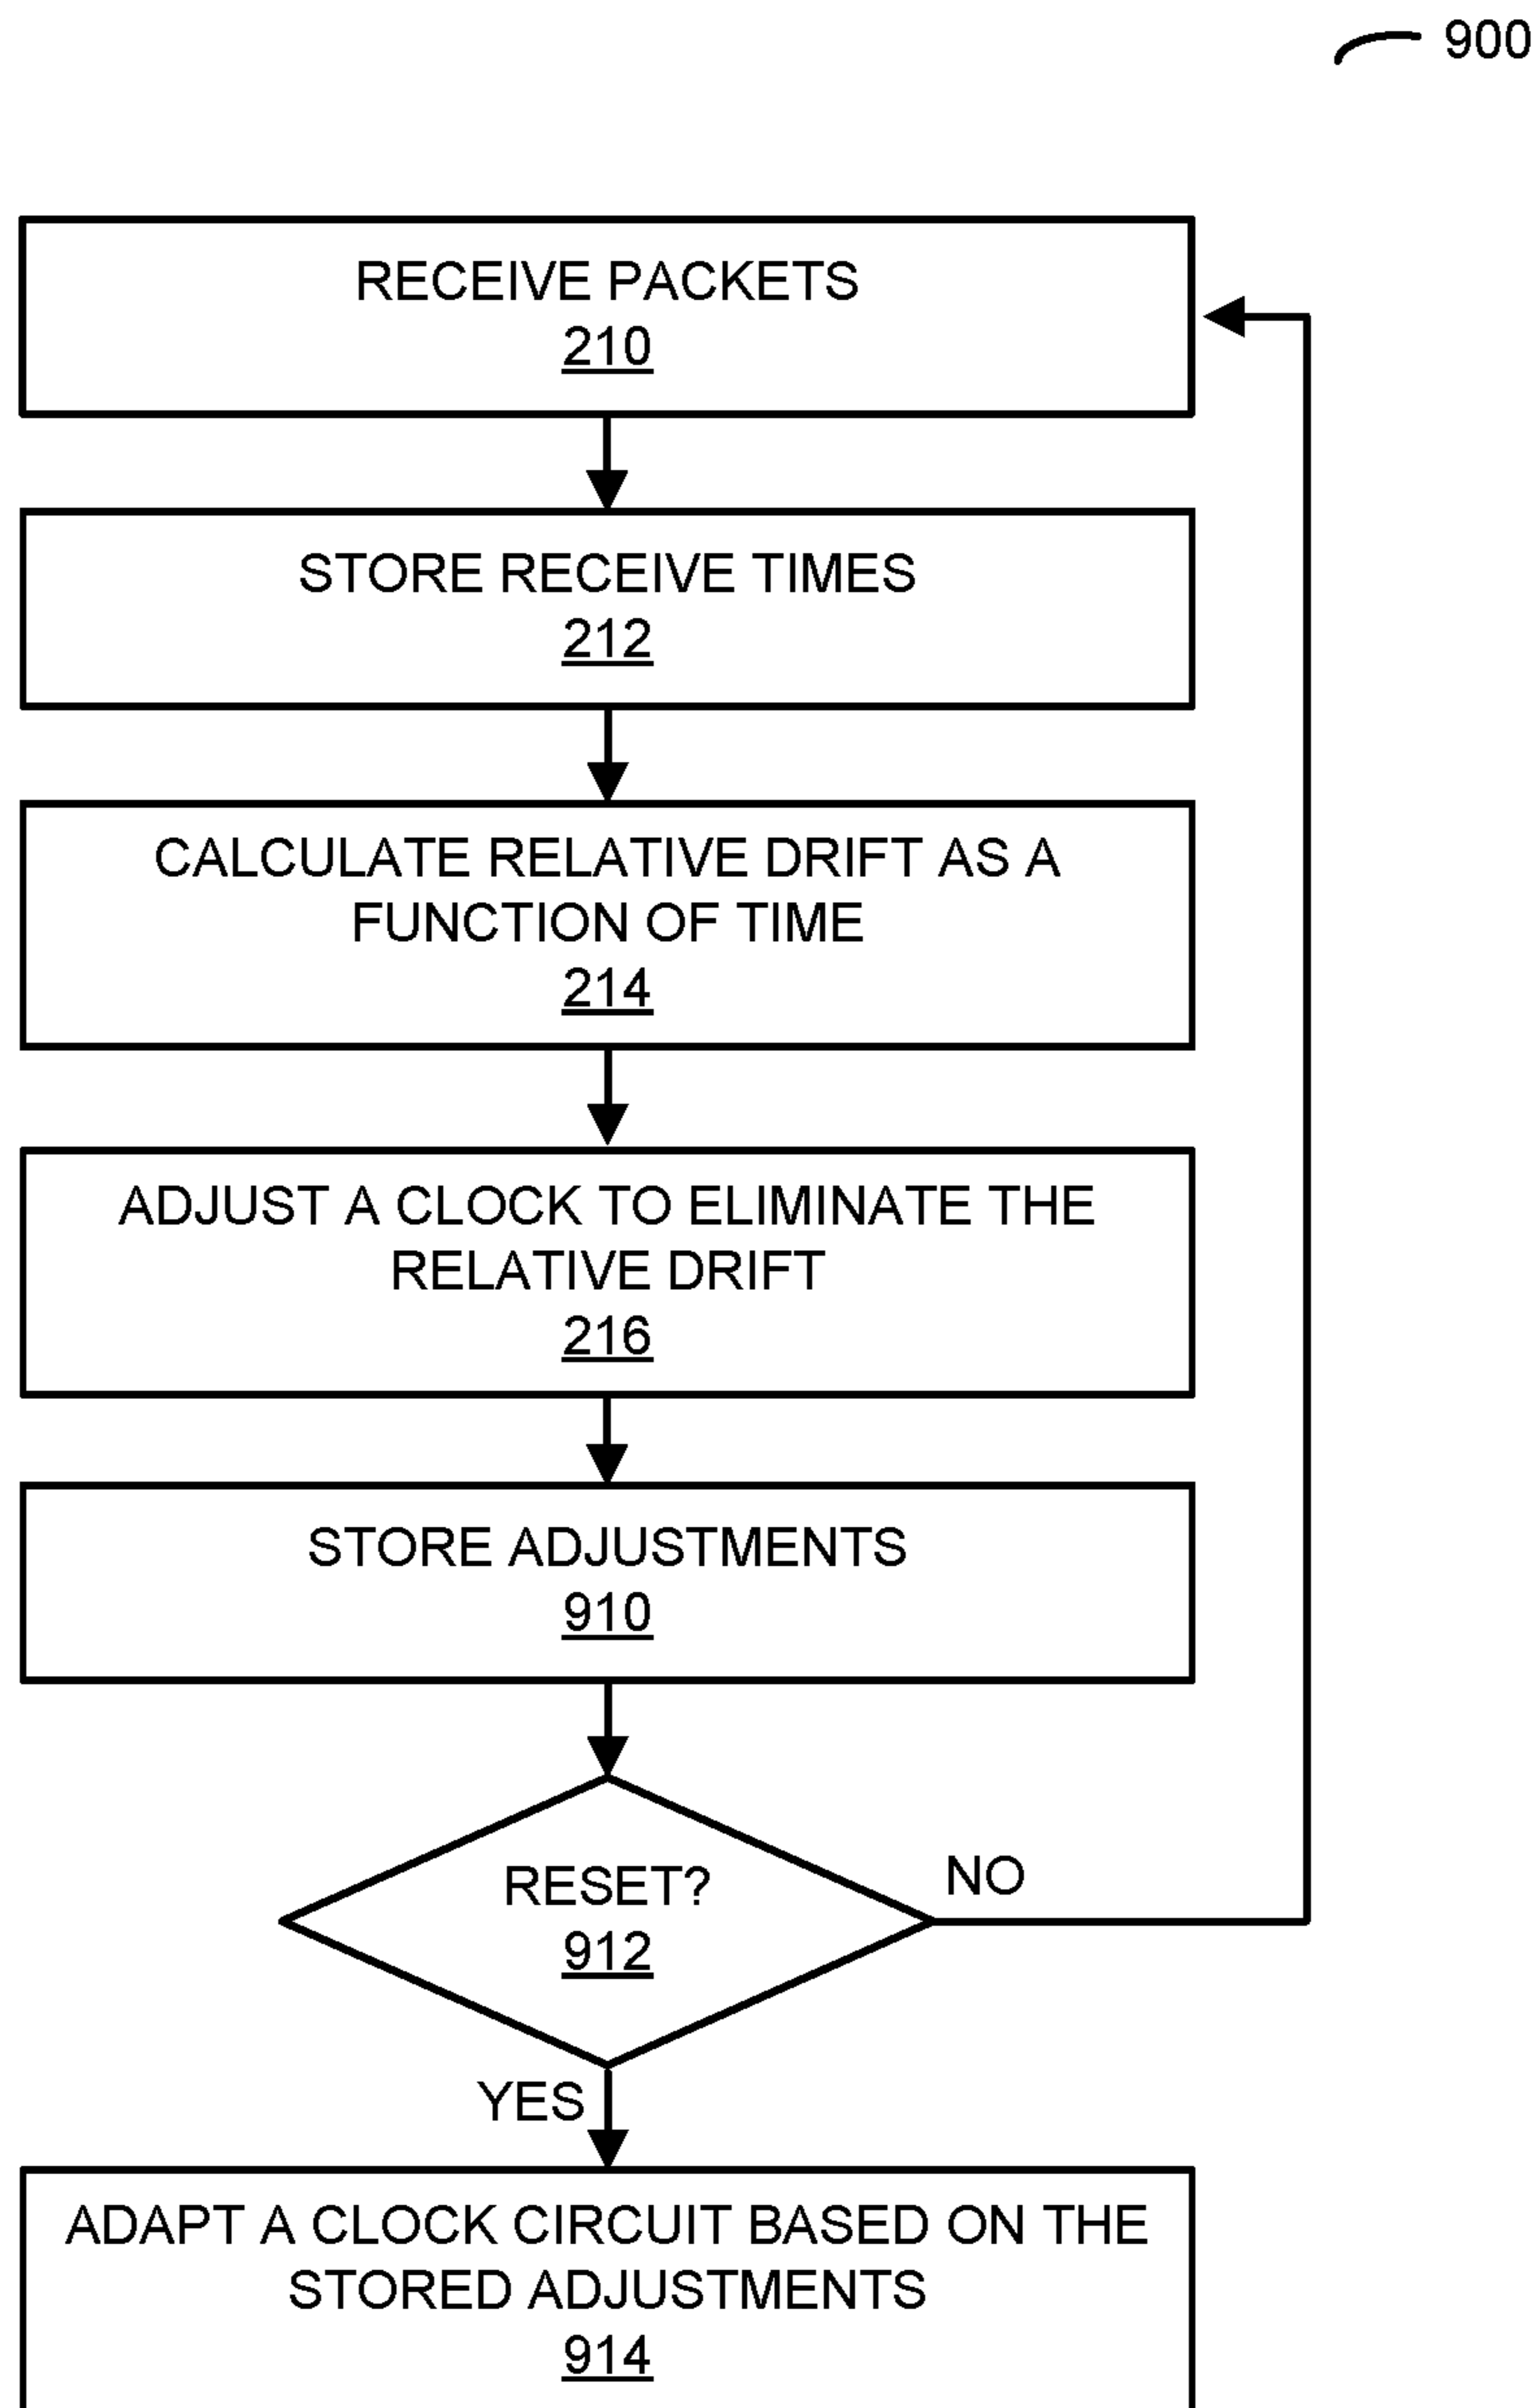 900
RECEIVE PACKETS
210
STORE RECEIVE TIMES
212
CALCULATE RELATIVE DRIFT AS A
FUNCTION OF TIME
214
ADJUST A CLOCK TO ELIMINATE THE
RELATIVE DRIFT
216
STORE ADJUSTMENTS
910
RESET?
912
NO
YES
ADAPT A CLOCK CIRCUIT BASED ON THE
STORED ADJUSTMENTS
914